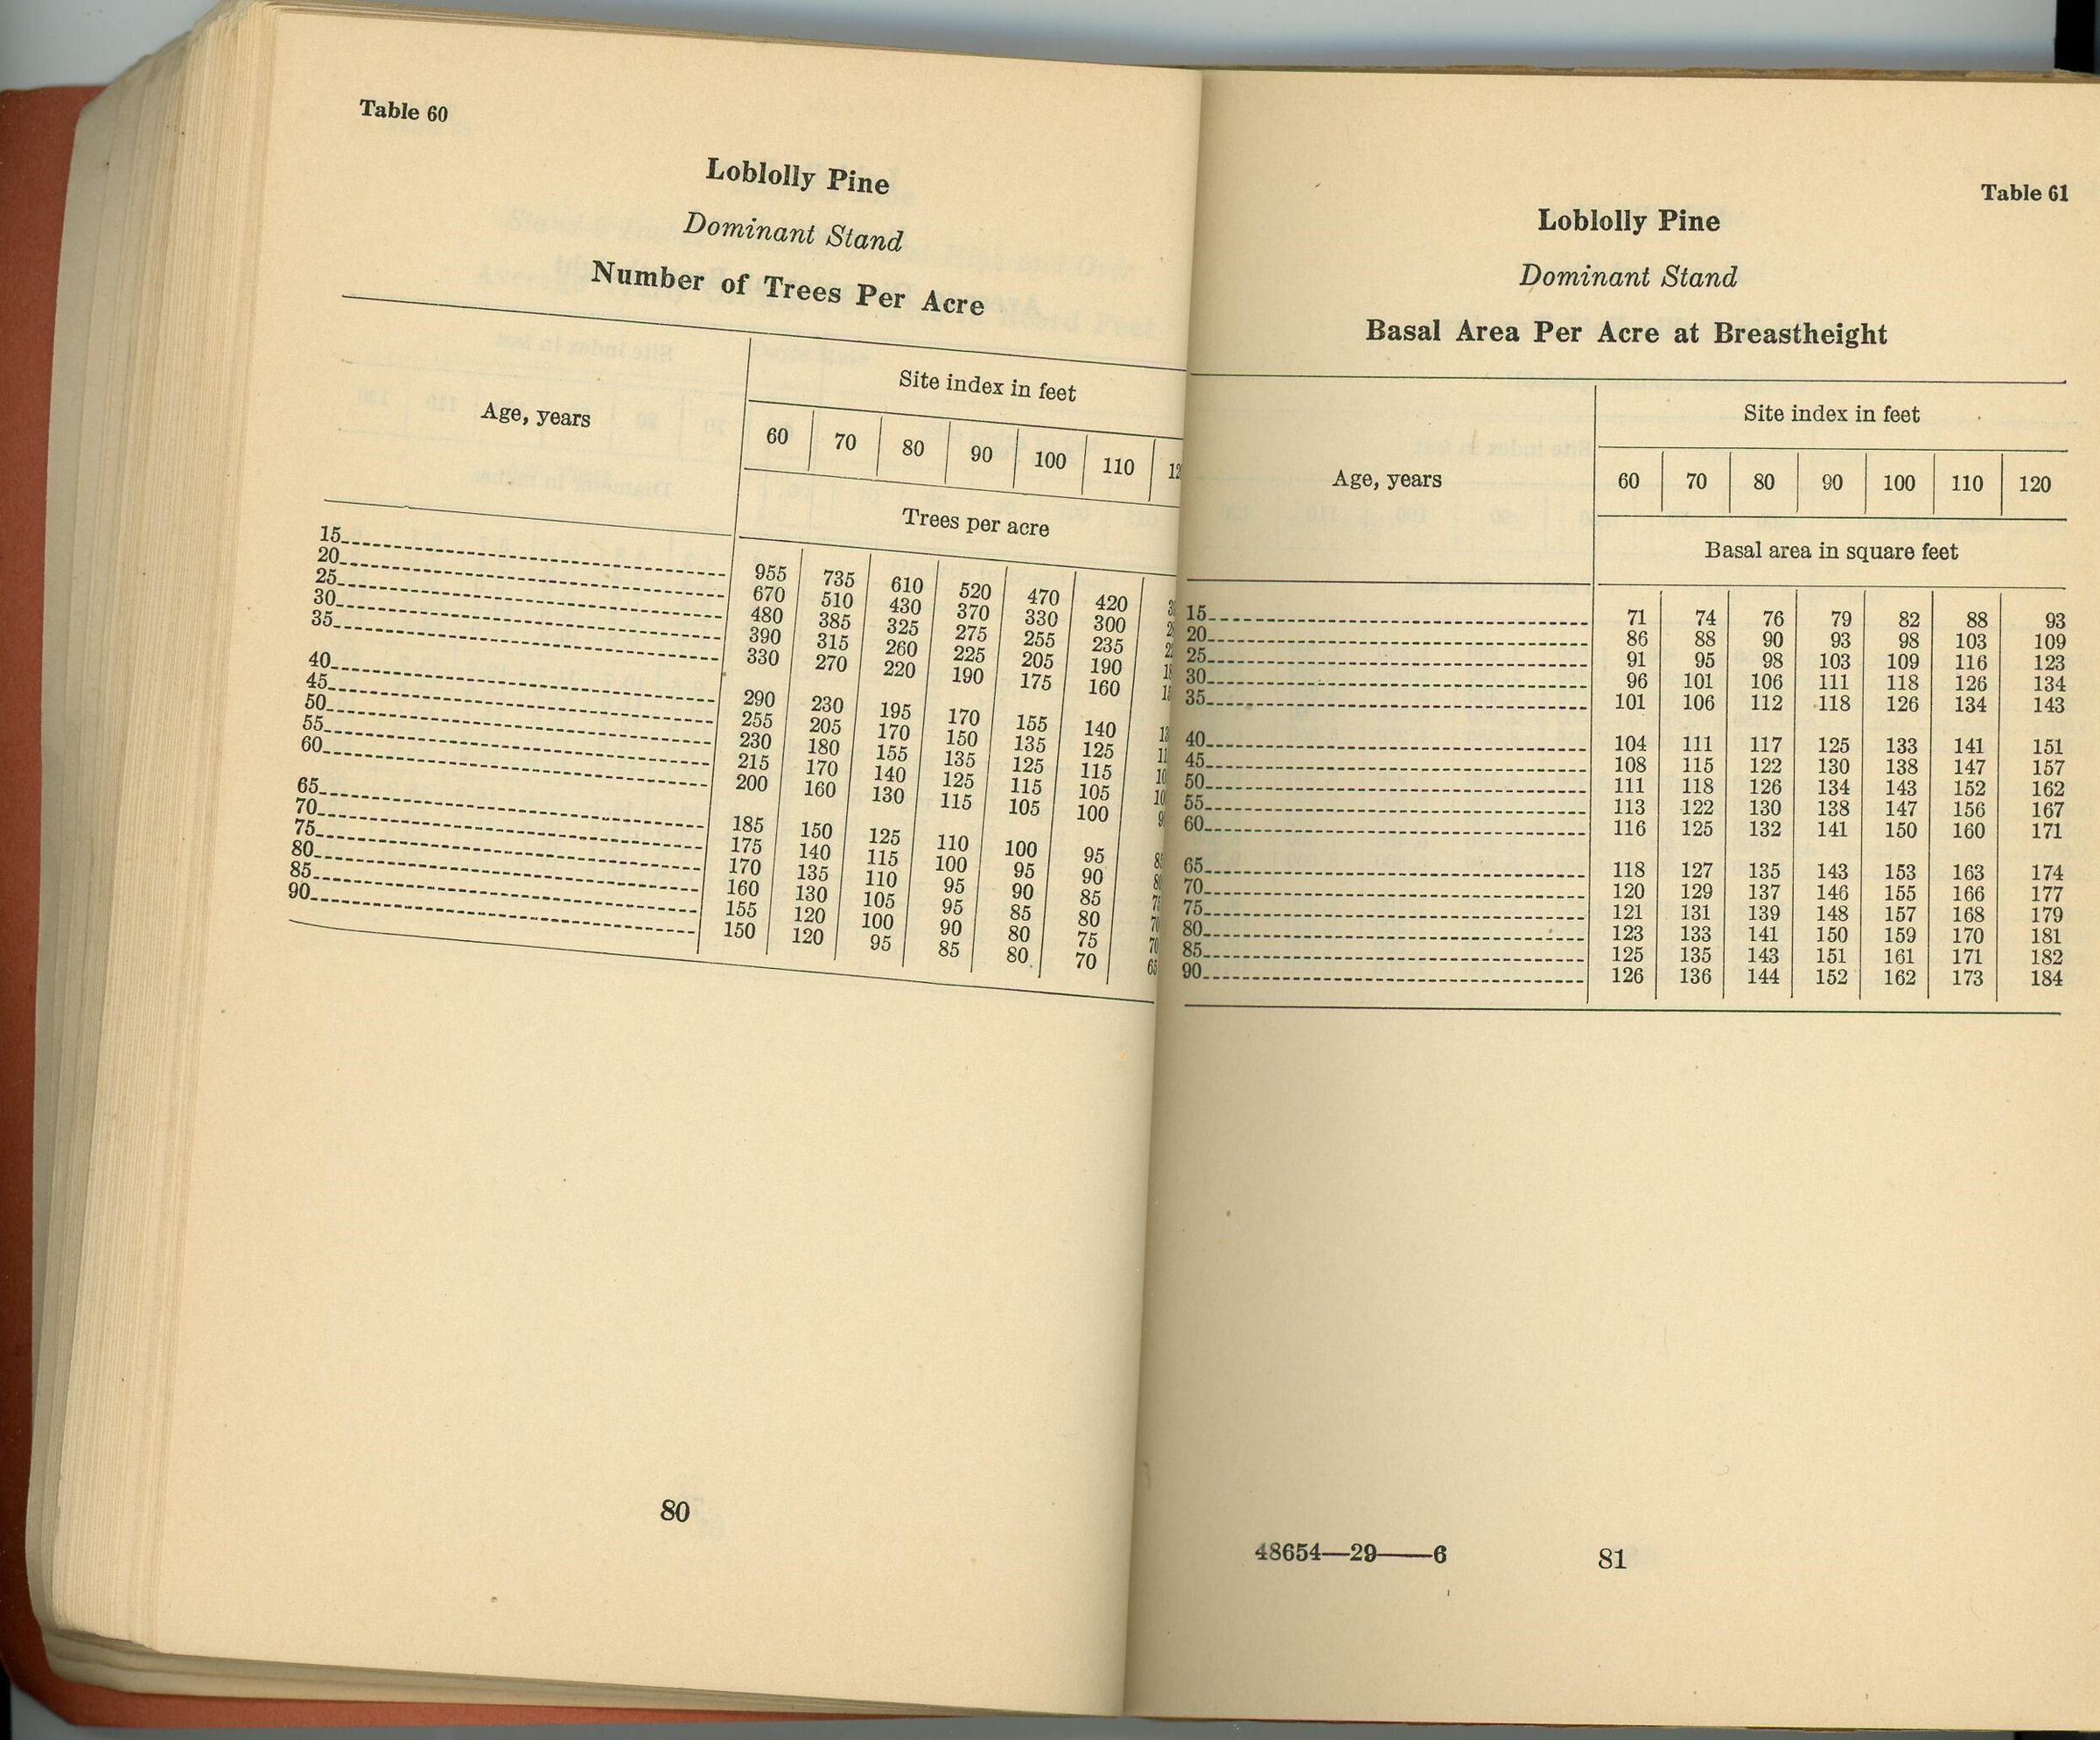 Table 60
Loblolly Pine
Dominant Stand
Number of Trees Per Acre
Age, years
Site index in feet
60 70 80 90 100 110
Trees per acre
15 955 735 610 520 470 420
20 670 510 430 370 330 300
25 480 385 325 275 255 235
30 390 315 260 225 205 190
35 330 270 220 190 175 160
40 290 230 195 170 155 140
45 255 205 170 150 135 125
50 230 180 155 135 125 115
55 215 170 140 125 115 105
60 200 160 130 115 105 100
65 185 150 125 110 100 95
70 175 140 115 100 95 90
75 170 135 110 95 90 85
80 160 130 105 95 85 80
85 155 120 100 90 80 75
90 150 120 95 85 80 70
80
Table 61
Loblolly Pine
Dominant Stand
Basal Area Per Acre at Breastheight
Age, years
Site index in feet
60 70 80 90 100 110 120
Basal area in square feet
15 71 74 76 79 82 88 93
20 86 88 90 93 98 103 109
25 91 95 98 103 109 116 123
30 96 101 106 111 118 126 134
35 101 106 112 118 126 134 143
40 104 111 117 125 133 141 151
45 108 115 122 130 138 147 157
50 111 118 126 134 143 152 162
55 113 122 130 138 147 156 167
60 116 125 132 141 150 160 171
65 118 127 135 143 153 163 174
70 120 129 137 146 155 166 177
75 121 131 139 148 157 168 179
80 123 133 141 150 159 170 181
85 125 135 143 151 161 171 182
90 126 136 144 152 162 173 184
48654—29——6
81